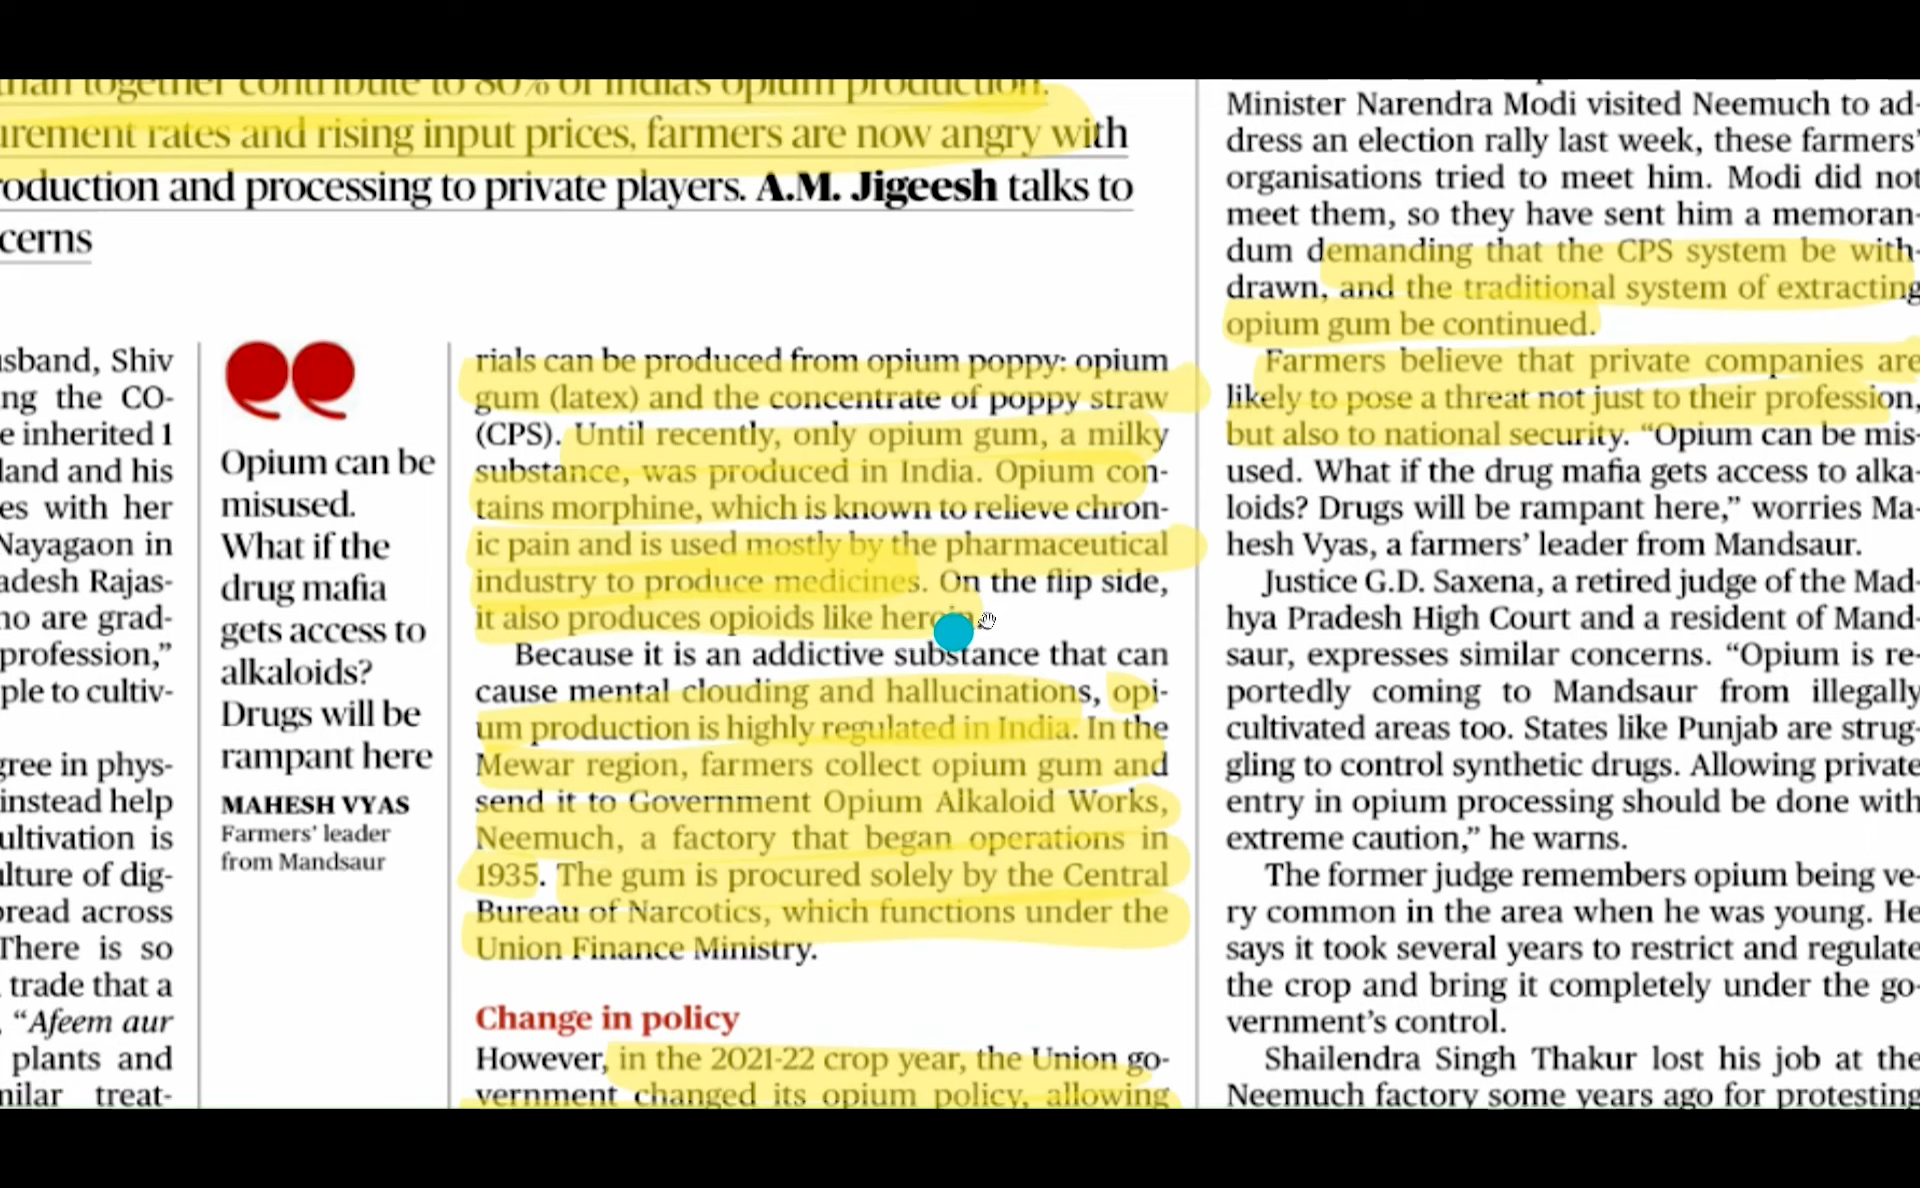 than together contribute to 80% of India's opium production.
urement rates and rising input prices, farmers are now angry with
roduction and processing to private players. A.M. Jigeesh talks to
cerns
usband, Shiv
ng the CO-
e inherited 1
land and his
es with her
Nayagaon in
adesh Rajas-
ho are grad-
profession,”
ple to cultiv-
gree in phys-
instead help
ultivation is
ulture of dig-
pread across
There is so
trade that a
, “Afeem aur
plants and
milar treat-
Opium can be
misused.
What if the
drug mafia
gets access to
alkaloids?
Drugs will be
rampant here
MAHESH VYAS
Farmers’ leader
from Mandsaur
rials can be produced from opium poppy: opium
gum (latex) and the concentrate of poppy straw
(CPS). Until recently, only opium gum, a milky
substance, was produced in India. Opium con-
tains morphine, which is known to relieve chron-
ic pain and is used mostly by the pharmaceutical
industry to produce medicines. On the flip side,
it also produces opioids like
Because it is an addictive substance that can
cause mental clouding and hallucinations, opi-
um production is highly regulated in India. In the
Mewar region, farmers collect opium gum and
send it to Government Opium Alkaloid Works,
Neemuch, a factory that began operations in
1935. The gum is procured solely by the Central
Bureau of Narcotics, which functions under the
Union Finance Ministry.
Change in policy
However, in the 2021-22 crop year, the Union go-
vernment changed its opium policy, allowing
Minister Narendra Modi visited Neemuch to ad-
dress an election rally last week, these farmers’
organisations tried to meet him. Modi did not
meet them, so they have sent him a memoran-
dum demanding that the CPS system be with-
drawn, and the traditional system of extracting
opium gum be continued.
Farmers believe that private companies are
likely to pose a threat not just to their profession,
but also to national security. “Opium can be mis-
used. What if the drug mafia gets access to alka-
loids? Drugs will be rampant here,” worries Ma-
hesh Vyas, a farmers’ leader from Mandsaur.
Justice G.D. Saxena, a retired judge of the Mad-
hya Pradesh High Court and a resident of Mand-
saur, expresses similar concerns. “Opium is re-
portedly coming to Mandsaur from illegally
cultivated areas too. States like Punjab are strug-
gling to control synthetic drugs. Allowing private
entry in opium processing should be done with
extreme caution,” he warns.
The former judge remembers opium being ve-
ry common in the area when he was young. He
says it took several years to restrict and regulate
the crop and bring it completely under the go-
vernment’s control.
Shailendra Singh Thakur lost his job at the
Neemuch factory some years ago for protesting